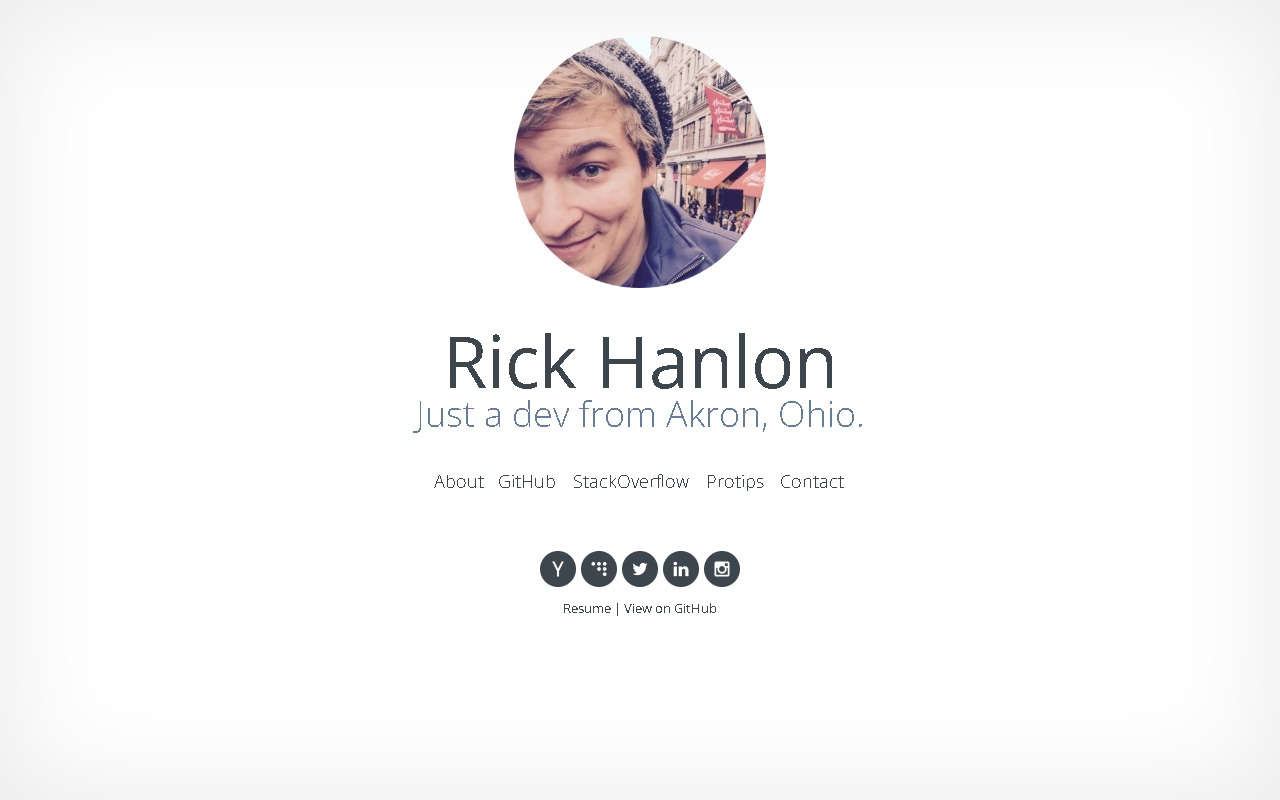 Rick Hanlon
Just a dev from Akron, Ohio.
About GitHub StackOverflow Protips Contact
Resume | View on GitHub